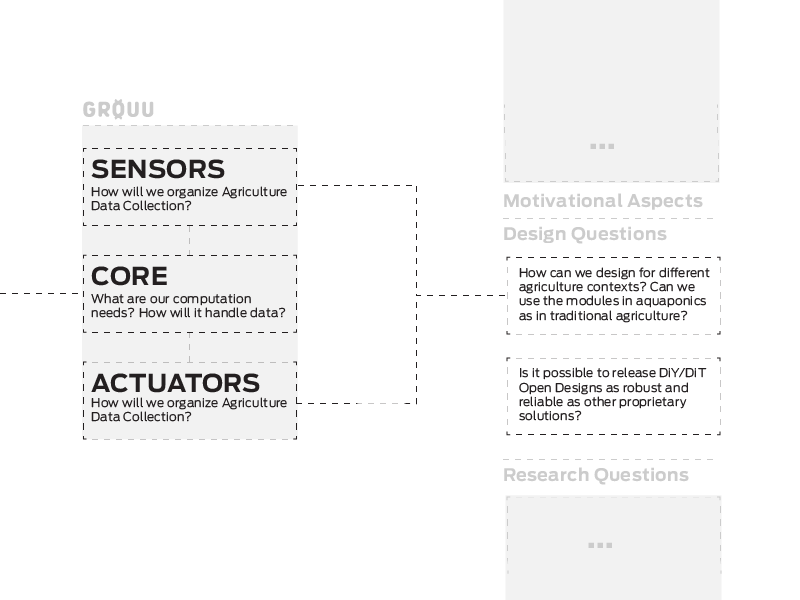 GRÖUU
SENSORS
How will we organize Agriculture
Data Collection?
CORE
What are our computation
needs? How will it handle data?
ACTUATORS
How will we organize Agriculture
Data Collection?
...
Motivational Aspects
Design Questions
How can we design for different
agriculture contexts? Can we
use the modules in aquaponics
as in traditional agriculture?
Is it possible to release DiY/DiT
Open Designs as robust and
reliable as other proprietary
solutions?
Research Questions
...